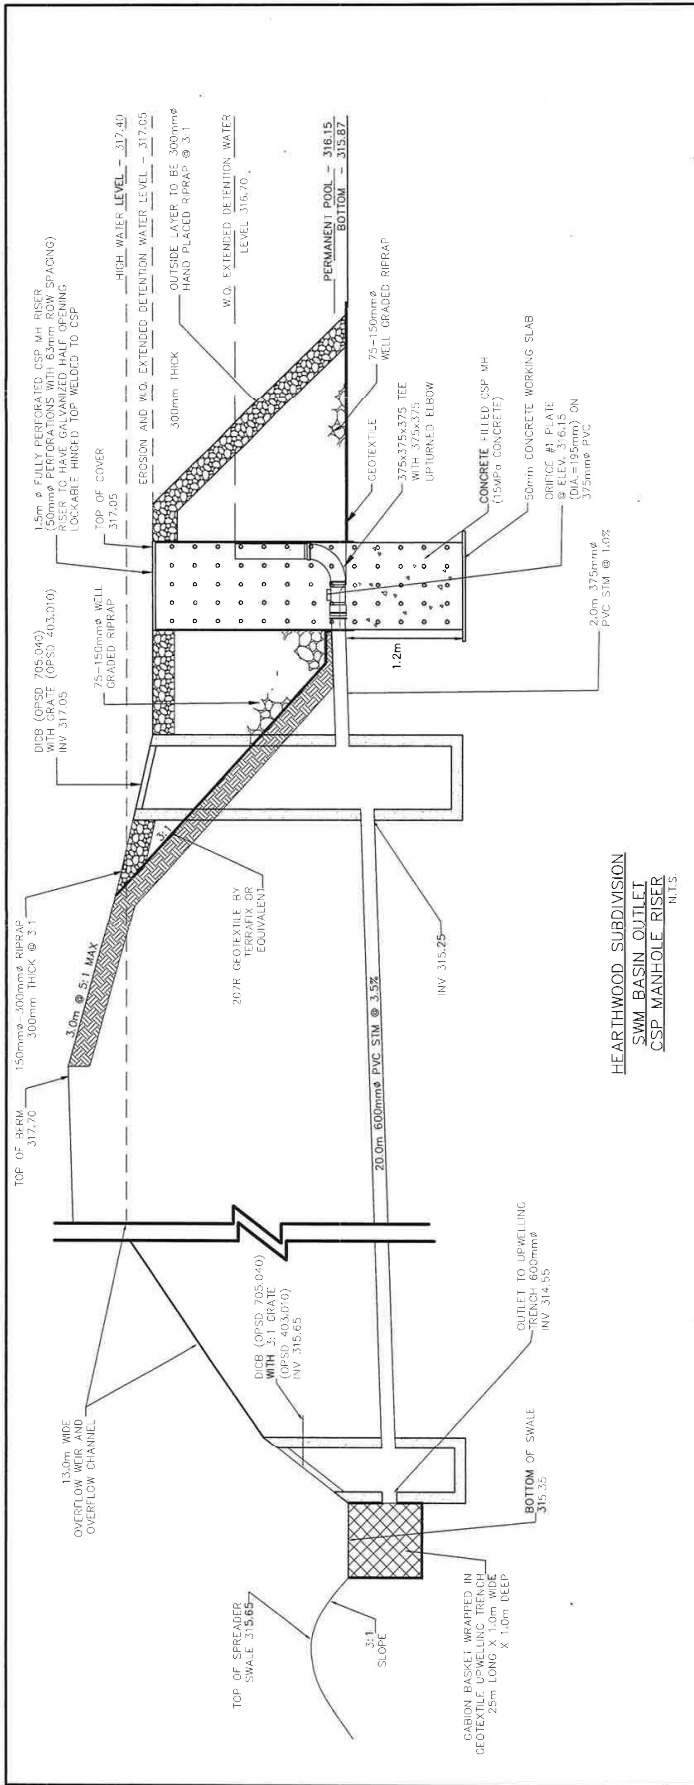 13.0m WIDE
OVERFLOW WEIR AND
OVERFLOW CHANNEL
TOP OF SPREADER
SWALE 315.65
3:1
SLOPE
GABION BASKET WRAPPED IN
GEOTEXTILE UPWELLING TRENCH
25m LONG X 1.0m WIDE
X 1.0m DEEP
DICB (OPSD 705.040)
WITH 3:1 GRATE
(OPSD 403.010)
INV 315.65
BOTTOM OF SWALE
315.35
OUTLET TO UPWELLING
TRENCH 600mmø
INV 314.55
20.0m 600mmø PVC STM @ 3.5%
TOP OF BERM
317.70
150mmø-300mmø RIPRAP
300mm THICK @ 3:1
3.0m @ 5:1 MAX
3:1
207R GEOTEXTILE BY
TERRAFIX OR
EQUIVALENT
INV 315.25
DICB (OPSD 705.040)
WITH GRATE (OPSD 403.010)
INV 317.05
75-150mmø WELL
GRADED RIPRAP
1.5m ø FULLY PERFORATED CSP MH RISER
(50mmø PERFORATIONS WITH 63mm ROW SPACING)
RISER TO HAVE GALVANIZED HALF OPENING
LOCKABLE HINGED TOP WELDED TO CSP
TOP OF COVER
317.05
HIGH WATER LEVEL - 317.40
EROSION AND W.Q. EXTENDED DETENTION WATER LEVEL - 317.05
300mm THICK
OUTSIDE LAYER TO BE 300mmø
HAND PLACED RIPRAP @ 3:1
W.Q. EXTENDED DETENTION WATER
LEVEL 316.70
PERMANENT POOL - 316.15
BOTTOM - 315.87
75-150mmø
WELL GRADED RIPRAP
GEOTEXTILE
375x375x375 TEE
WITH 375x375
UPTURNED ELBOW
CONCRETE FILLED CSP MH
(15MPa CONCRETE)
50mm CONCRETE WORKING SLAB
ORIFICE #1 PLATE
@ ELEV. 316.15
(DIA.=195mm) ON
375mmø PVC
1.2m
2.0m 375mmø
PVC STM @ 1.0%
HEARTHWOOD SUBDIVISION
SWM BASIN OUTLET
CSP MANHOLE RISER
N.T.S.